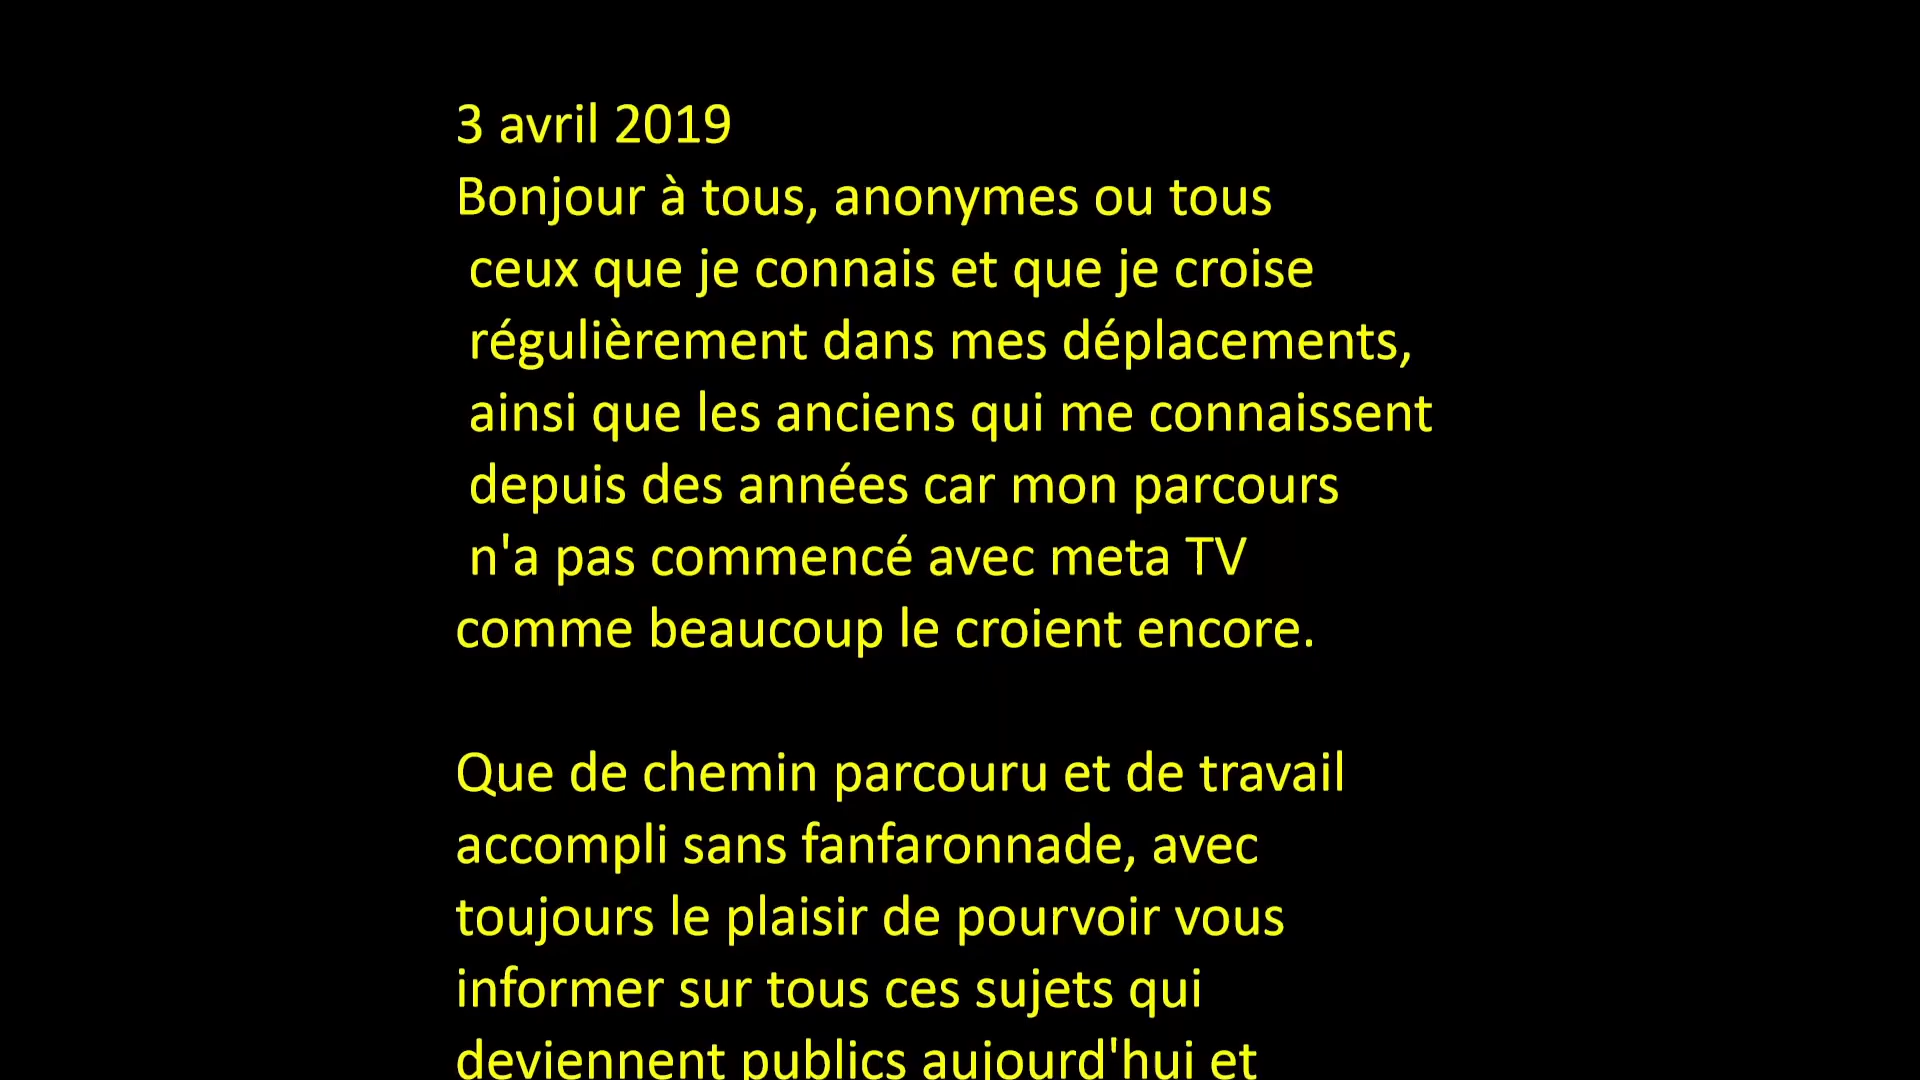 3 avril 2019
Bonjour à tous, anonymes ou tous
ceux que je connais et que je croise
régulièrement dans mes déplacements,
ainsi que les anciens qui me connaissent
depuis des années car mon parcours
n'a pas commencé avec meta TV
comme beaucoup le croient encore.
Que de chemin parcouru et de travail
accompli sans fanfaronnade, avec
toujours le plaisir de pourvoir vous
informer sur tous ces sujets qui
deviennent publics aujourd'hui et